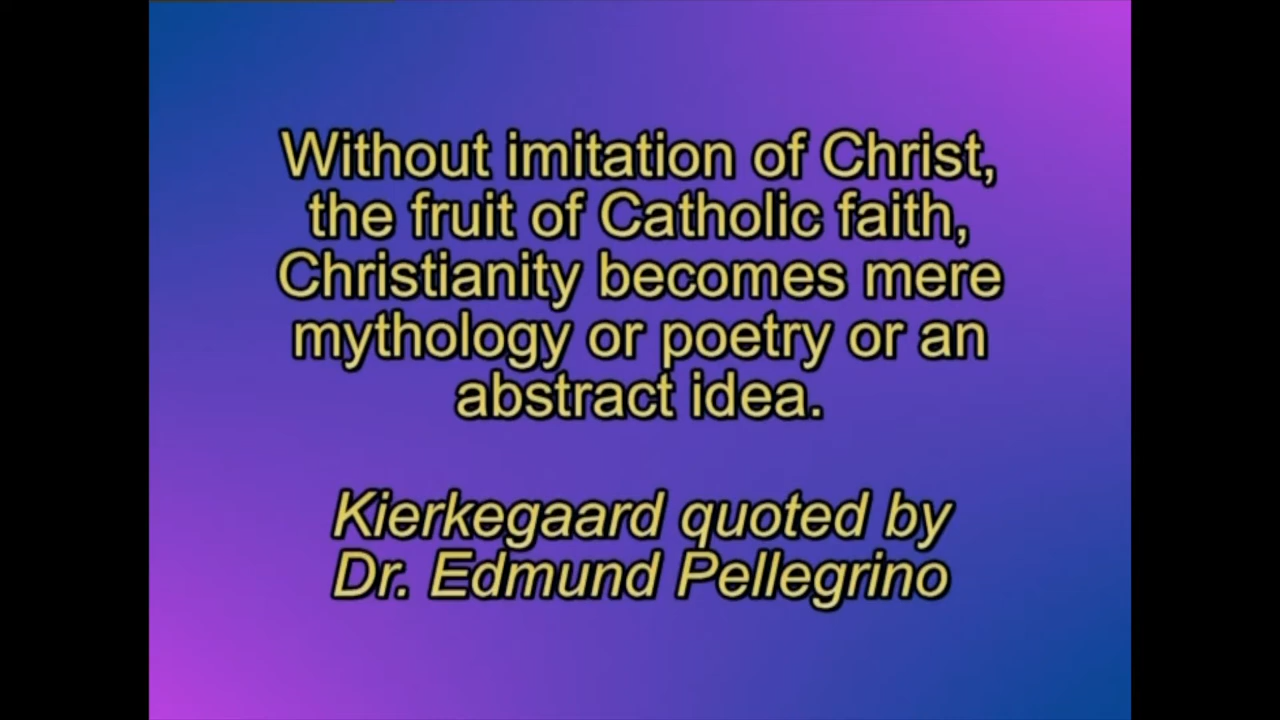 Without imitation of Christ,
the fruit of Catholic faith,
Christianity becomes mere
mythology or poetry or an
abstract idea.
Kierkegaard quoted by
Dr. Edmund Pellegrino